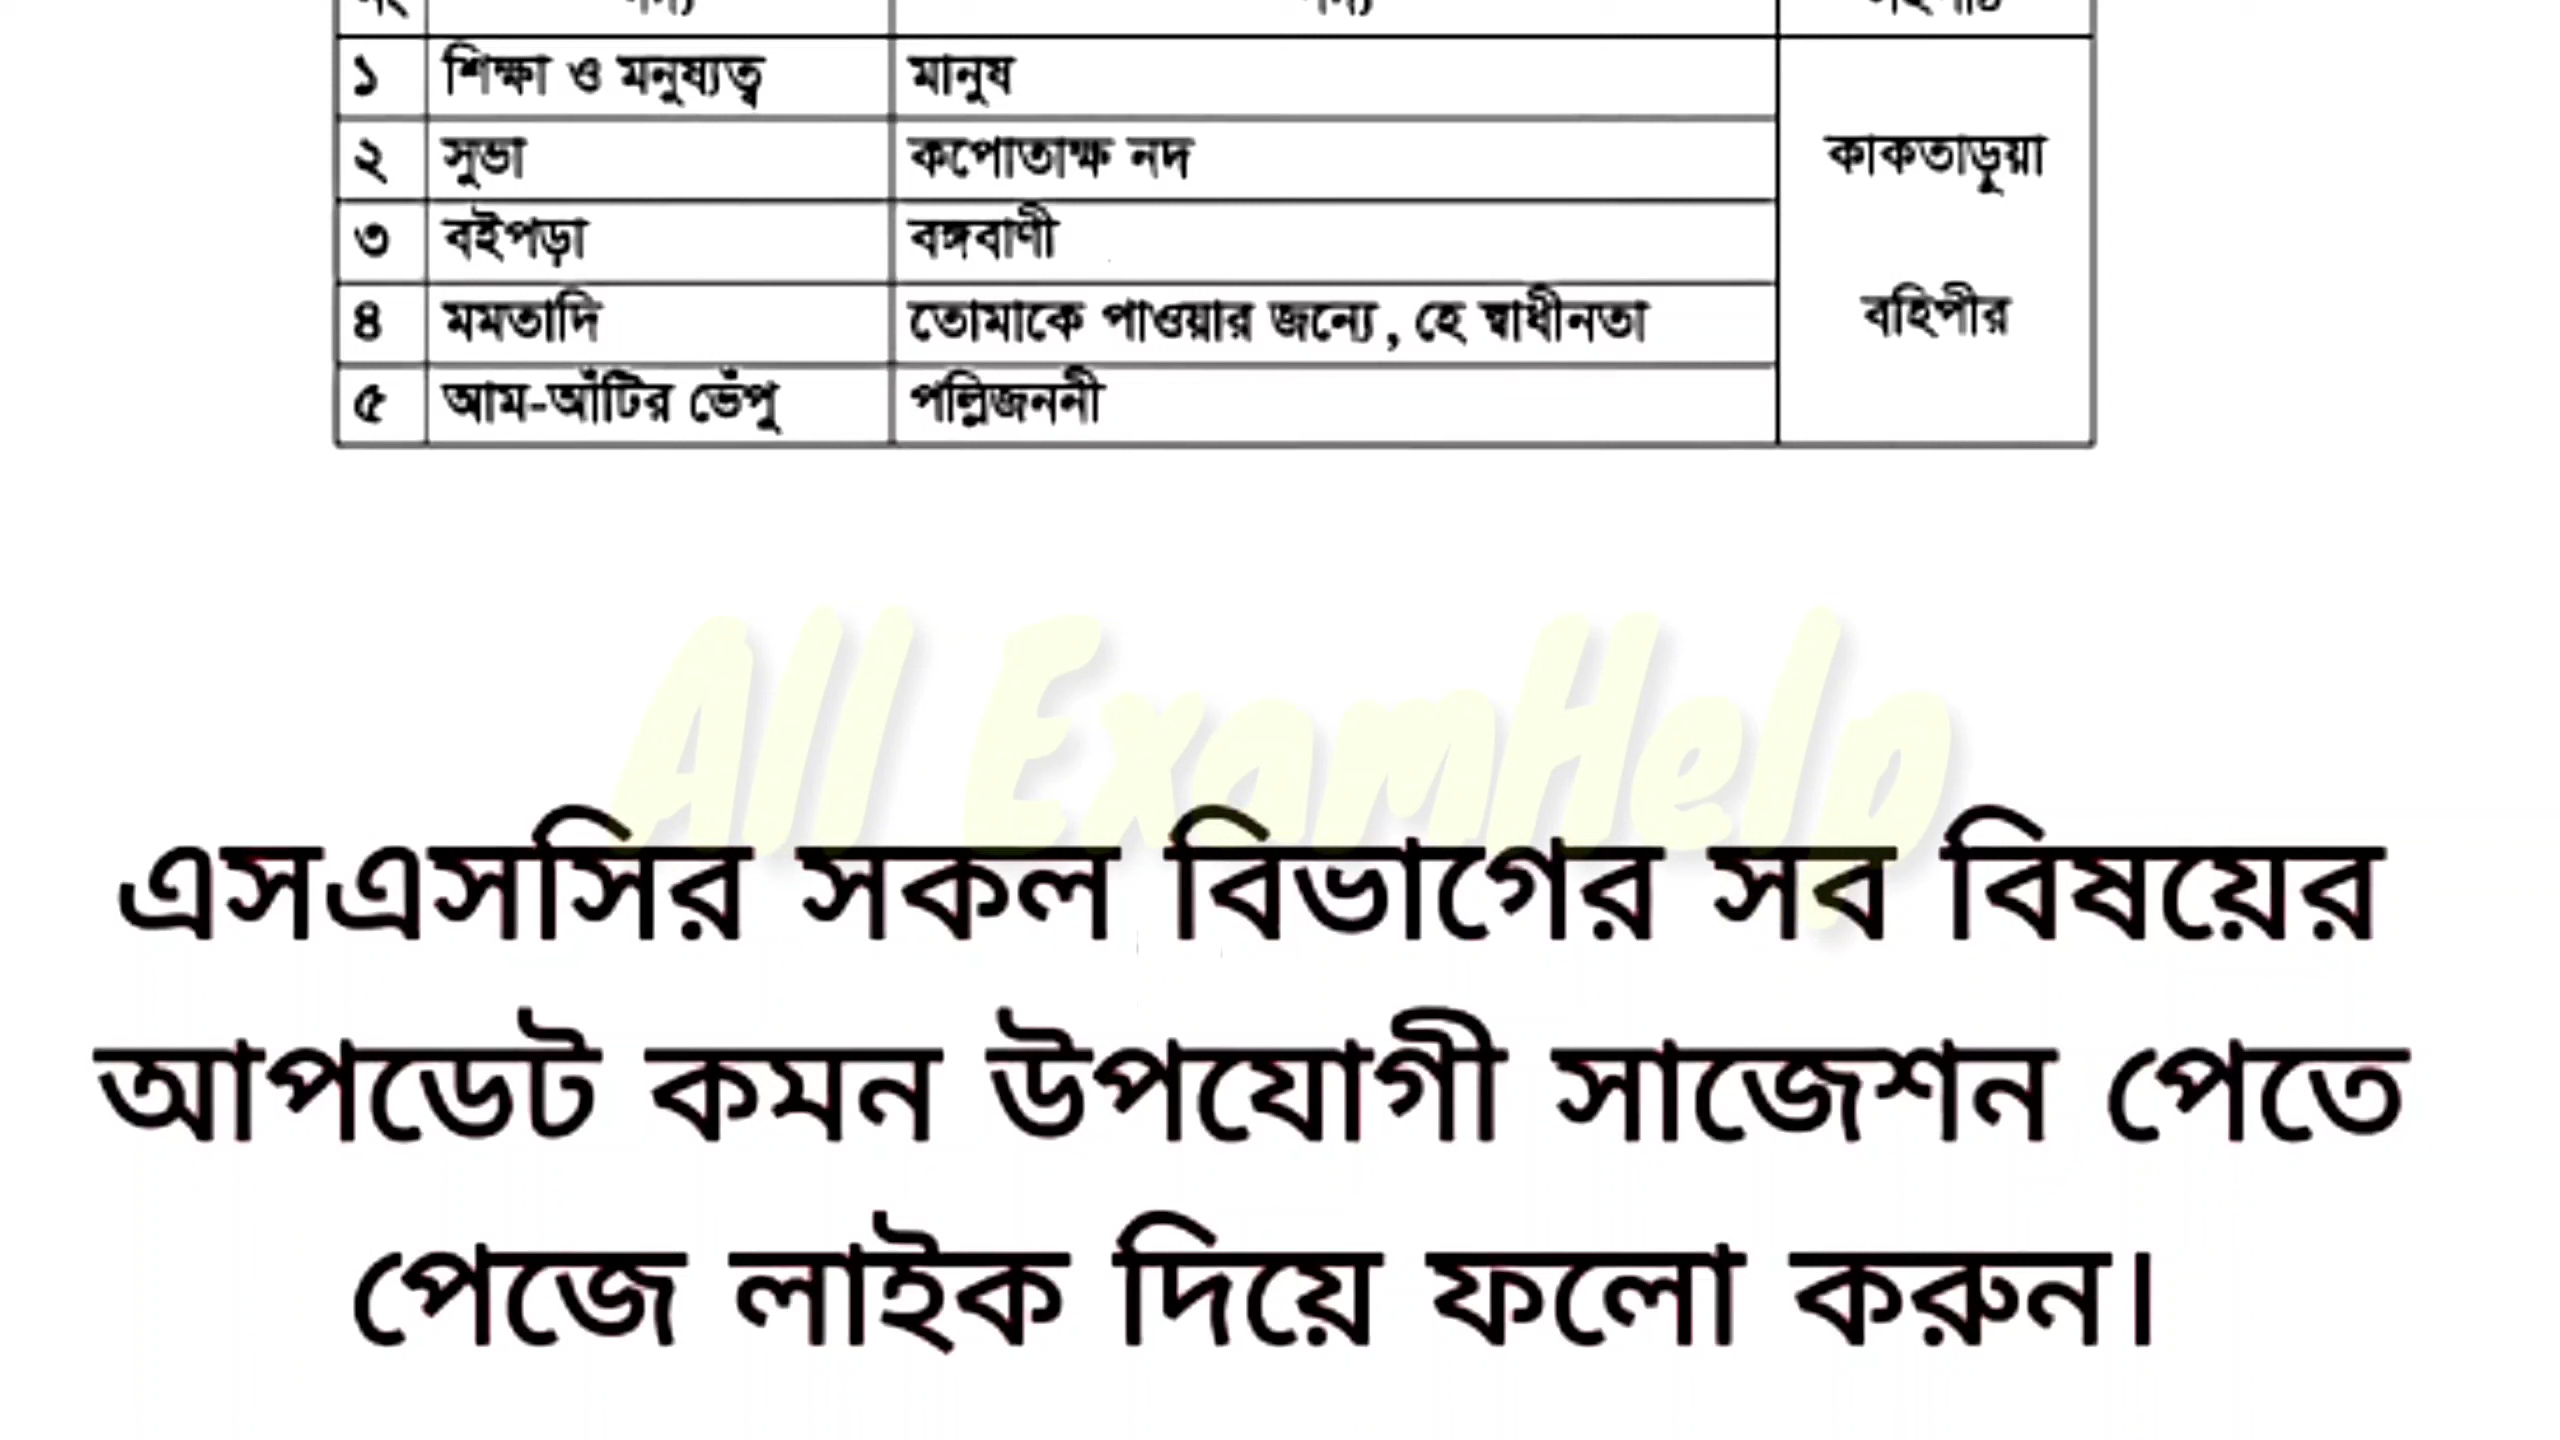 ১ শিক্ষা ও মনুষ্যত্ব মানুষ
২ সুভা কপোতাক্ষ নদ কাকতাড়ুয়া
৩ বইপড়া বঙ্গবাণী
৪ মমতাদি তোমাকে পাওয়ার জন্যে, হে স্বাধীনতা বহিপীর
৫ আম-আঁটির ভেঁপু পল্লিজননী
All ExamHelp
এসএসসির সকল বিভাগের সব বিষয়ের
আপডেট কমন উপযোগী সাজেশন পেতে
পেজে লাইক দিয়ে ফলো করুন।